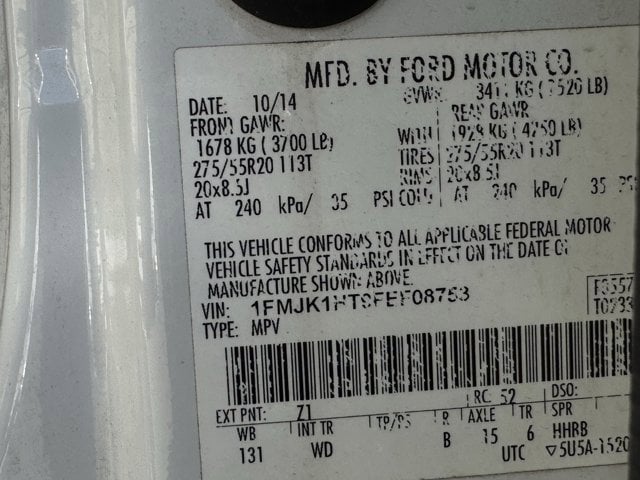 MFD. BY FORD MOTOR CO.
DATE: 10/14 GVWR: 3411 KG (7520 LB)
FRONT GAWR: REAR GAWR
1678 KG (3700 LB) WITH 1928 KG (4250 LB)
275/55R20 113T TIRES 275/55R20 113T
20x8.5J RIMS 20x8.5J
AT 240 kPa/ 35 PSI COLD AT 240 kPa/ 35 PSI
THIS VEHICLE CONFORMS TO ALL APPLICABLE FEDERAL MOTOR
VEHICLE SAFETY STANDARDS IN EFFECT ON THE DATE OF
MANUFACTURE SHOWN ABOVE.
VIN: 1FMJK1HT9FEF08753
TYPE: MPV
EXT PNT: Z1 RC: 52 DSO:
WB INT TR TP/PS R AXLE TR SPR
131 WD B 15 6 HHRB
UTC ▽5U5A-1520